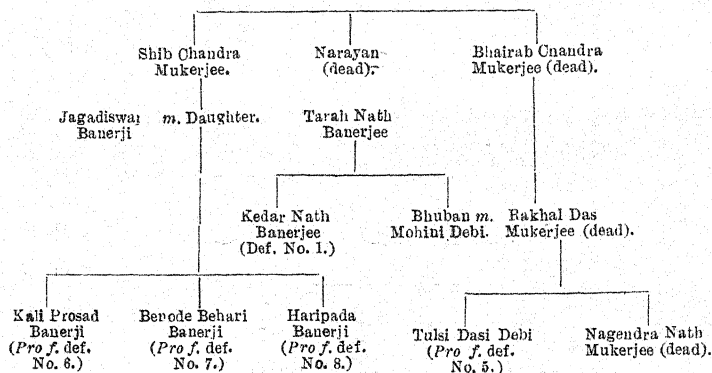 Shib Chandra
Mukerjee.
Narayan
(dead).
Bhairab Chandra
Mukerjee (dead).
Jagadiswar
Banerji
m. Daughter.
Tarah Nath
Banerjee
Kedar Nath
Banerjee
(Def. No. 1.)
Bhuban m.
Mohini Debi.
Rakhal Das
Mukerjee (dead).
Kali Prosad
Banerji
(Pro f. def.
No. 6.)
Benode Behari
Banerji
(Pro f. def.
No. 7.)
Haripada
Banerji
(Pro f. def.
No. 8.)
Tulsi Dasi Debi
(Pro f. def.
No. 5.)
Nagendra Nath
Mukerjee (dead).